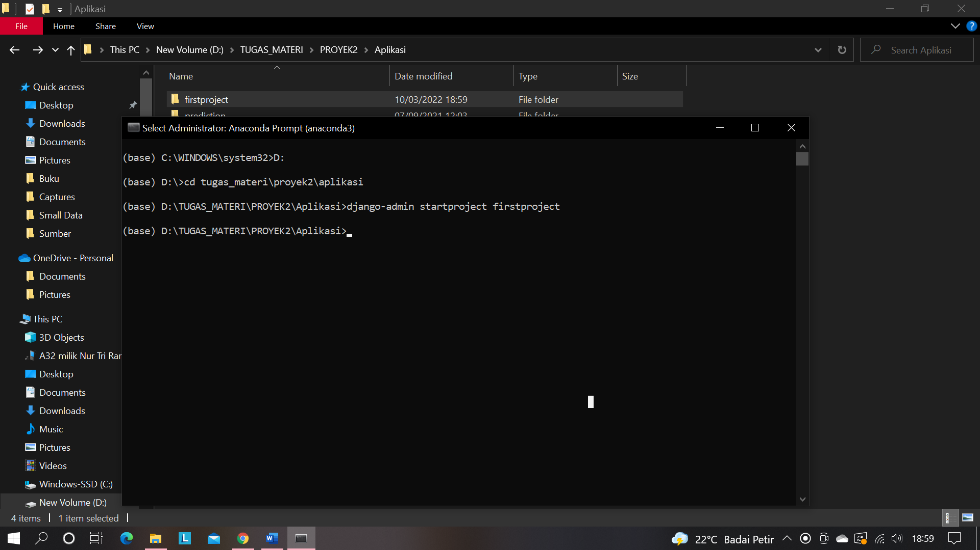 Aplikasi
File Home Share View
This PC > New Volume (D:) > TUGAS_MATERI > PROYEK2 > Aplikasi
Search Aplikasi
Name Date modified Type Size
firstproject 10/03/2022 18:59 File folder
prediction 07/09/2021 12:03 File folder
Quick access
Desktop
Downloads
Documents
Pictures
Buku
Captures
Small Data
Sumber
OneDrive - Personal
Documents
Pictures
This PC
3D Objects
A32 milik Nur Tri Rar
Desktop
Documents
Downloads
Music
Pictures
Videos
Windows-SSD (C:)
New Volume (D:)
4 items 1 item selected
Select Administrator: Anaconda Prompt (anaconda3)
(base) C:\WINDOWS\system32>D:
(base) D:\>cd tugas_materi\proyek2\aplikasi
(base) D:\TUGAS_MATERI\PROYEK2\Aplikasi>django-admin startproject firstproject
(base) D:\TUGAS_MATERI\PROYEK2\Aplikasi>
22°C Badai Petir 18:59